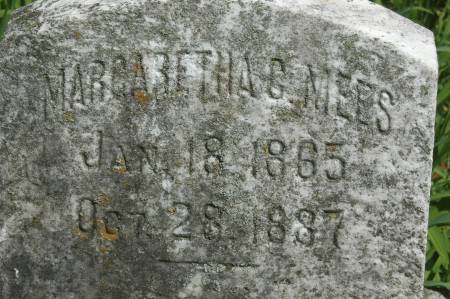 MARGARETHA C MEES
JAN. 18 1865
OCT. 28 1887